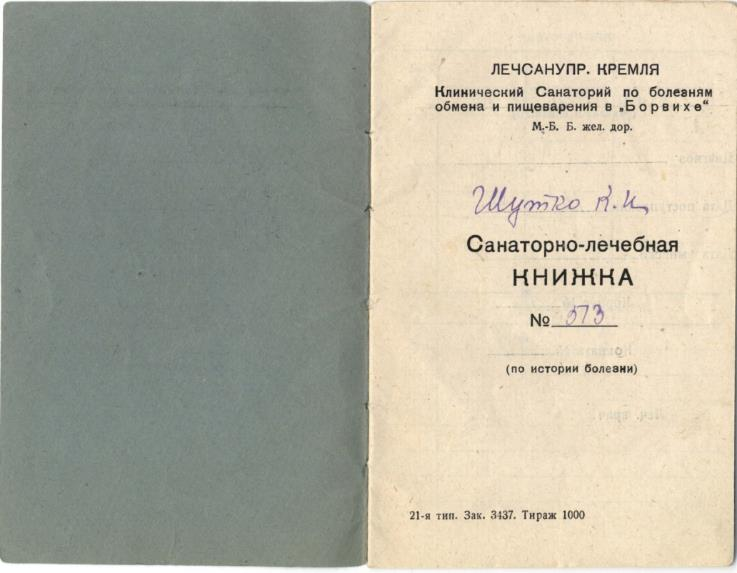 ЛЕЧСАНУПР. КРЕМЛЯ
Клинический Санаторий по болезням
обмена и пищеварения в „Борвихе“
М.-Б. Б. жел. дор.
Шутко К. И.
Санаторно-лечебная
КНИЖКА
№ 573
(по истории болезни)
21-я тип. Зак. 3437. Тираж 1000